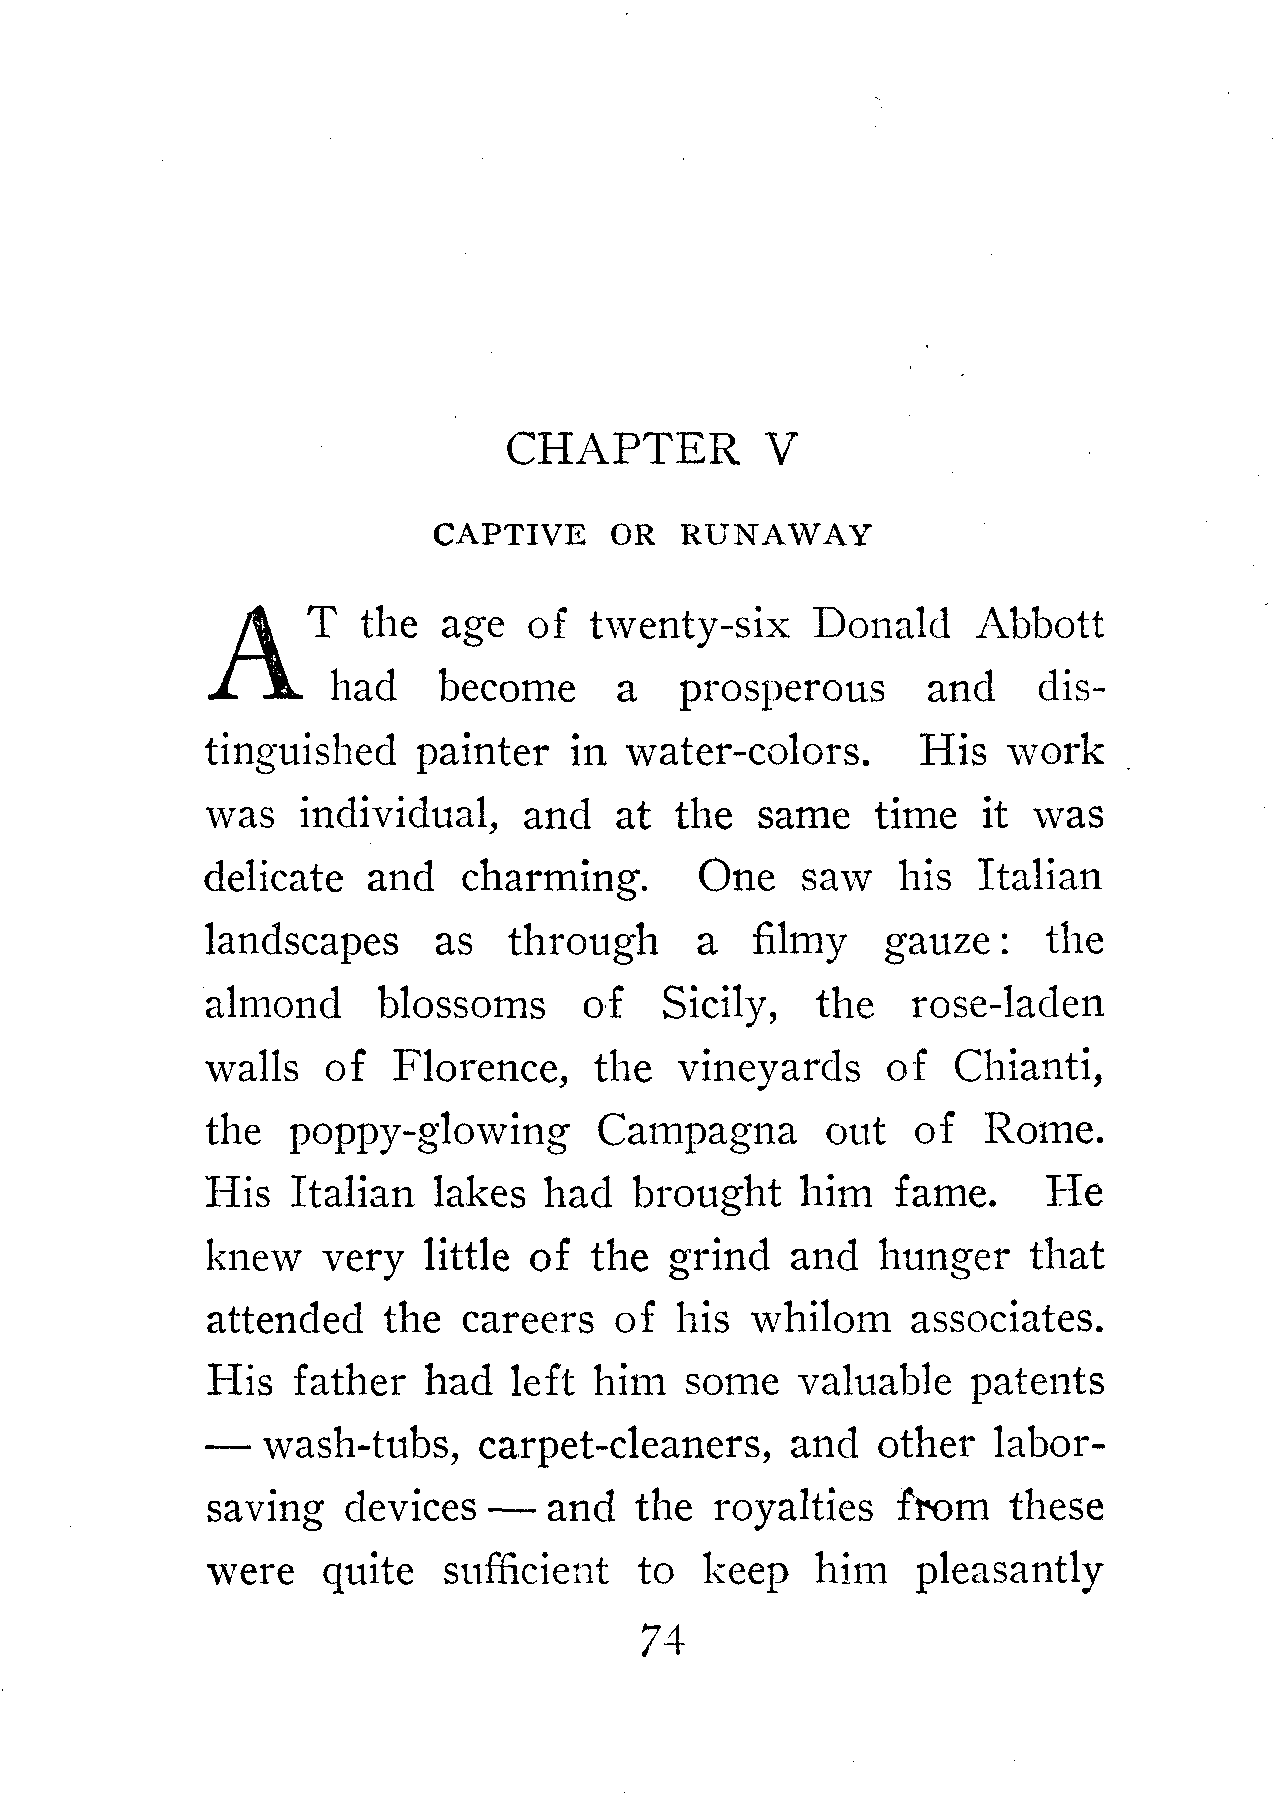 CHAPTER V
CAPTIVE OR RUNAWAY
AT the age of twenty-six Donald Abbott
had become a prosperous and dis-
tinguished painter in water-colors. His work
was individual, and at the same time it was
delicate and charming. One saw his Italian
landscapes as through a filmy gauze: the
almond blossoms of Sicily, the rose-laden
walls of Florence, the vineyards of Chianti,
the poppy-glowing Campagna out of Rome.
His Italian lakes had brought him fame. He
knew very little of the grind and hunger that
attended the careers of his whilom associates.
His father had left him some valuable patents
— wash-tubs, carpet-cleaners, and other labor-
saving devices — and the royalties from these
were quite sufficient to keep him pleasantly
74